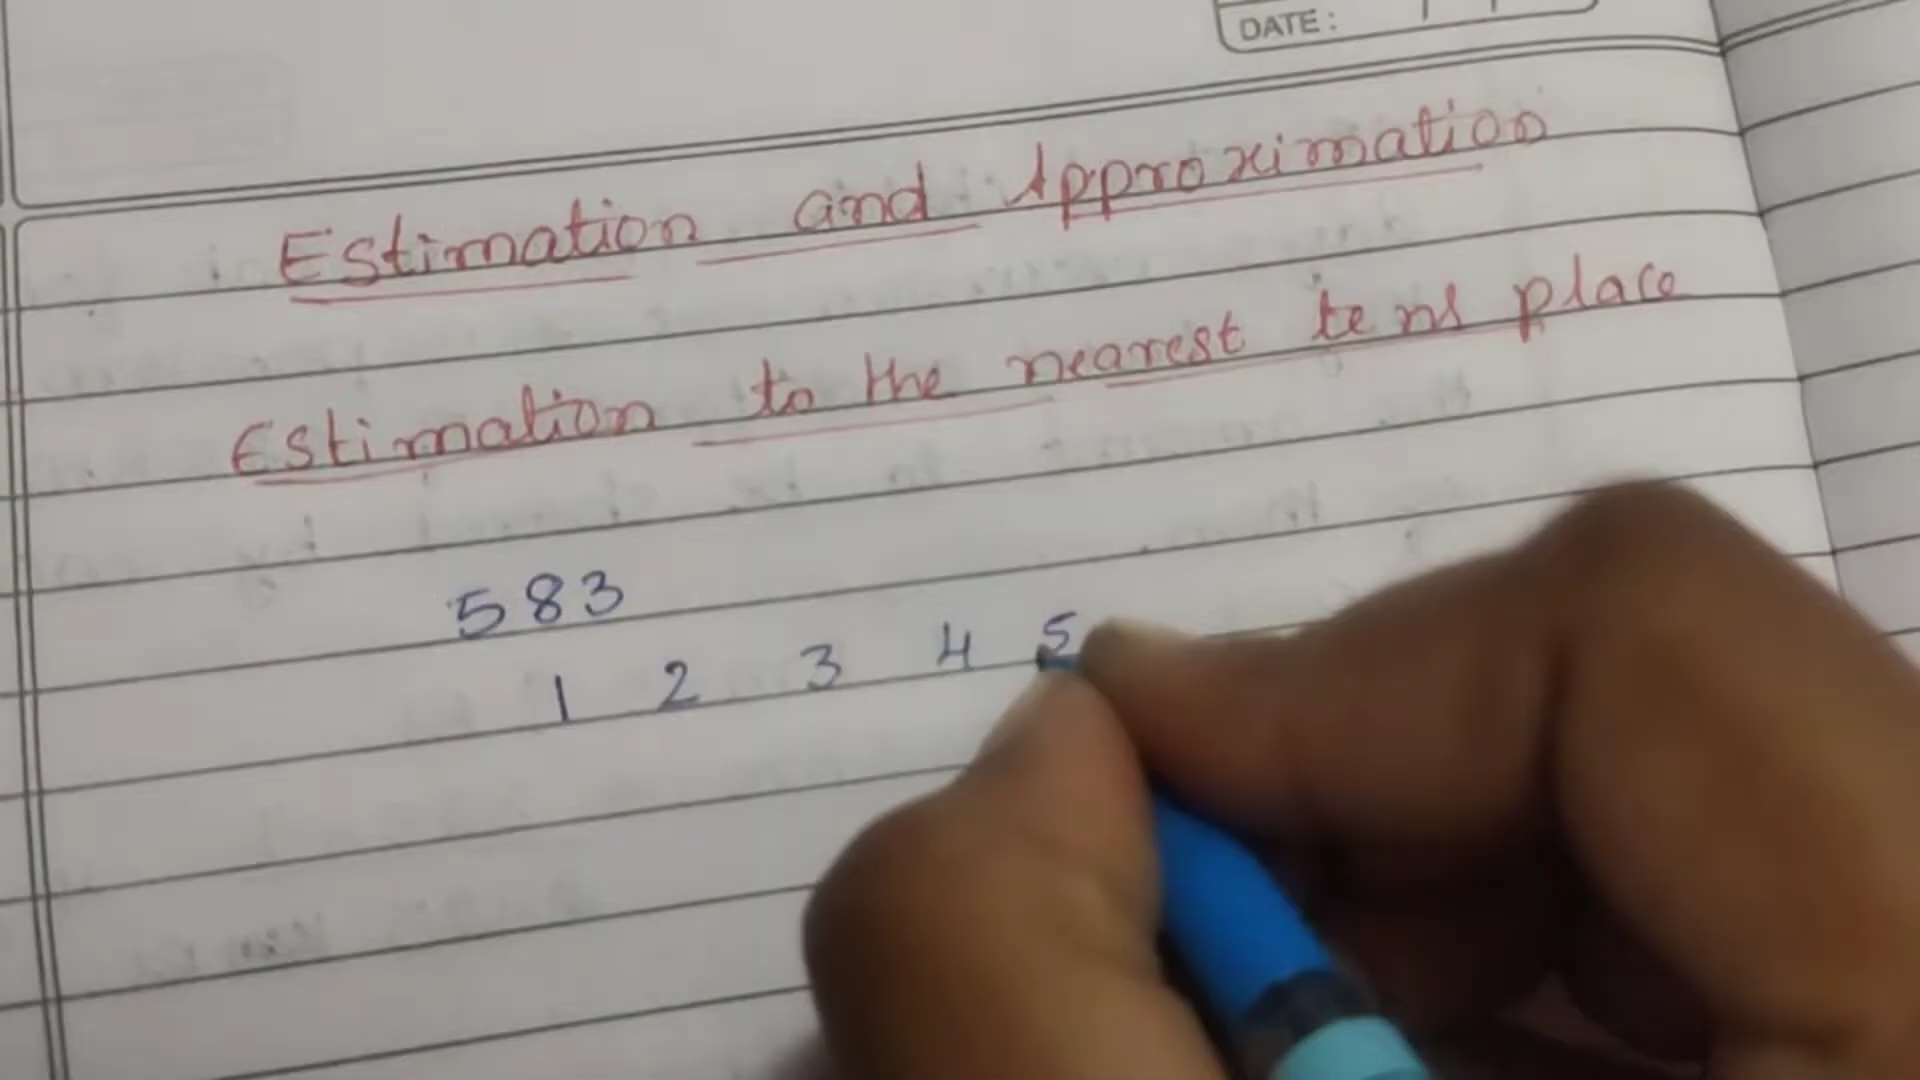 DATE :
Estimation and Approximation
Estimation to the nearest tens place
583
1 2 3 4 5